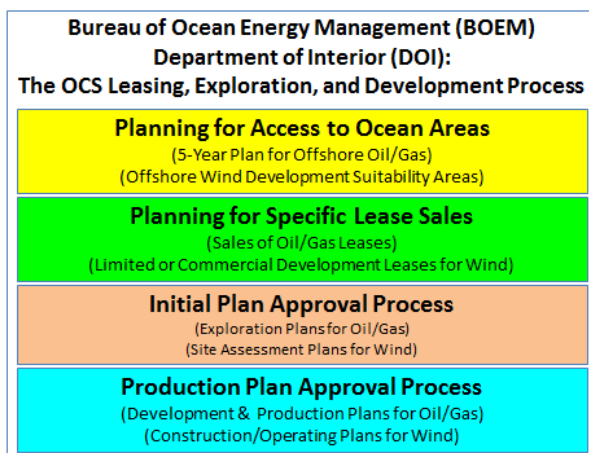 Bureau of Ocean Energy Management (BOEM)
Department of Interior (DOI):
The OCS Leasing, Exploration, and Development Process
Planning for Access to Ocean Areas
(5-Year Plan for Offshore Oil/Gas)
(Offshore Wind Development Suitability Areas)
Planning for Specific Lease Sales
(Sales of Oil/Gas Leases)
(Limited or Commercial Development Leases for Wind)
Initial Plan Approval Process
(Exploration Plans for Oil/Gas)
(Site Assessment Plans for Wind)
Production Plan Approval Process
(Development & Production Plans for Oil/Gas)
(Construction/Operating Plans for Wind)